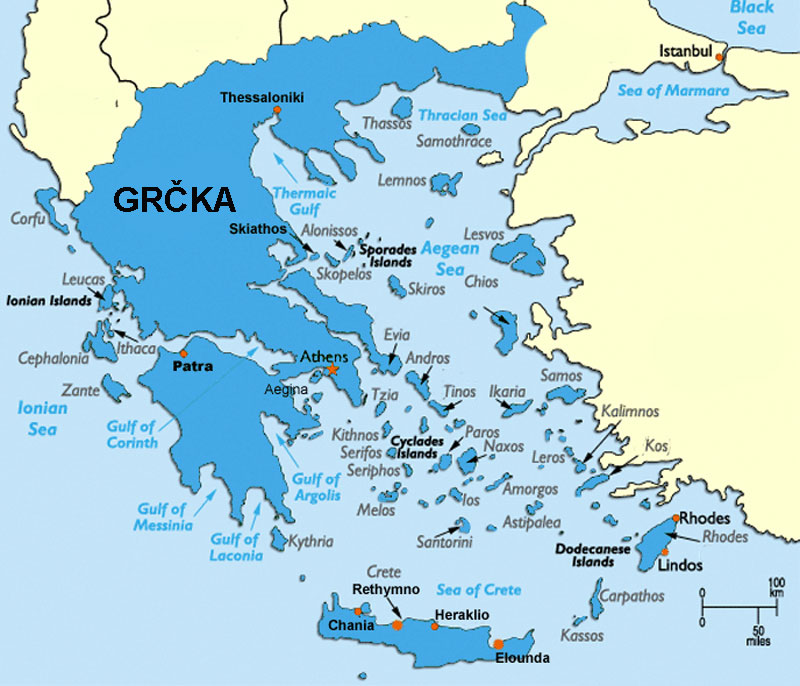 Black
Sea
Istanbul
Sea of Marmara
Thessaloniki
Thassos
Thracian Sea
Samothrace
GRČKA
Thermaic
Gulf
Lemnos
Corfu
Skiathos
Alonissos
Sporades
Islands
Skopelos
Aegean
Sea
Lesvos
Leucas
Ionian Islands
Skiros
Chios
Ithaca
Cephalonia
Patra
Athens
Evia
Andros
Zante
Aegina
Tzia
Tinos
Ikaria
Samos
Ionian
Sea
Gulf of
Corinth
Kithnos
Serifos
Seriphos
Cyclades
Islands
Paros
Naxos
Kalimnos
Leros
Kos
Gulf of
Argolis
Gulf of
Messinia
Gulf of
Laconia
Melos
Ios
Amorgos
Astipalea
Kythria
Santorini
Rhodes
Rhodes
Dodecanese
Islands
Lindos
Crete
Rethymno
Sea of Crete
Chania
Heraklio
Elounda
Carpathos
Kassos
0
100
km
0
50
miles